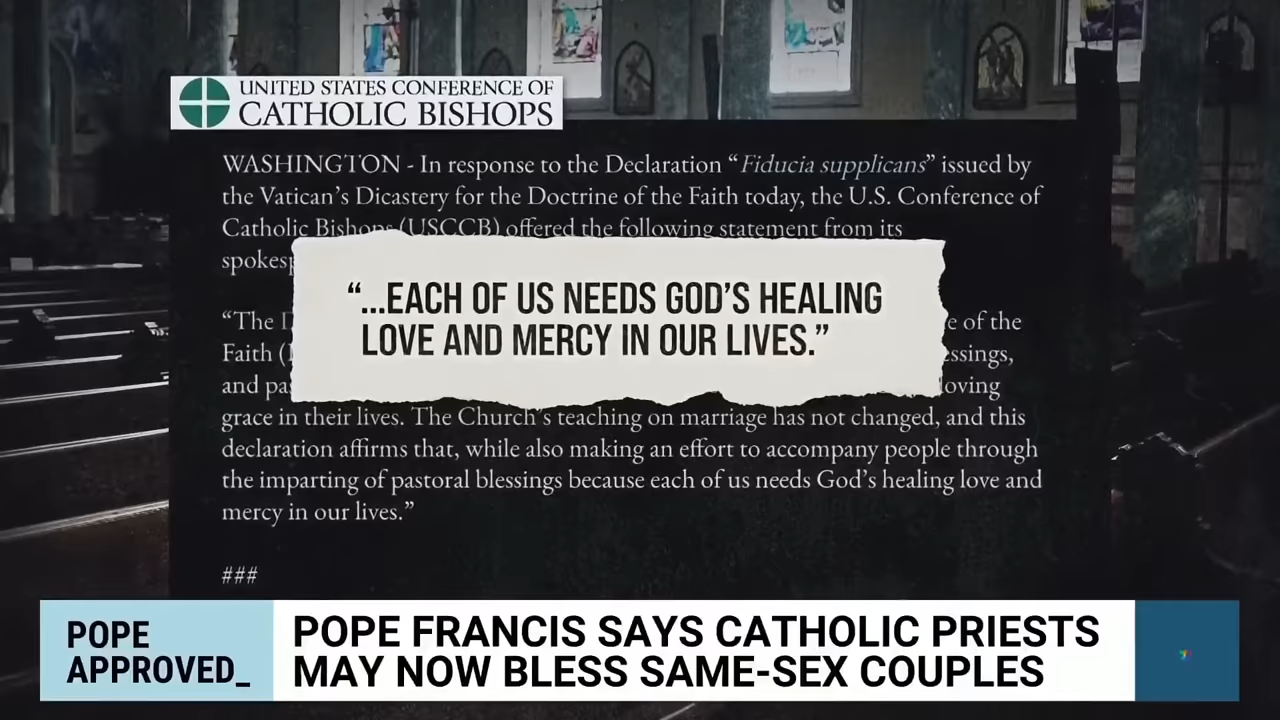 UNITED STATES CONFERENCE OF
CATHOLIC BISHOPS
WASHINGTON - In response to the Declaration “Fiducia supplicans” issued by
the Vatican’s Dicastery for the Doctrine of the Faith today, the U.S. Conference of
Catholic Bishops (USCCB) offered the following statement from its
“…EACH OF US NEEDS GOD’S HEALING
LOVE AND MERCY IN OUR LIVES.”
“The of the
Faith
and
grace in their lives. The Church’s teaching on marriage has not changed, and this
declaration affirms that, while also making an effort to accompany people through
the imparting of pastoral blessings because each of us needs God’s healing love and
mercy in our lives.”
###
POPE
APPROVED_
POPE FRANCIS SAYS CATHOLIC PRIESTS
MAY NOW BLESS SAME-SEX COUPLES